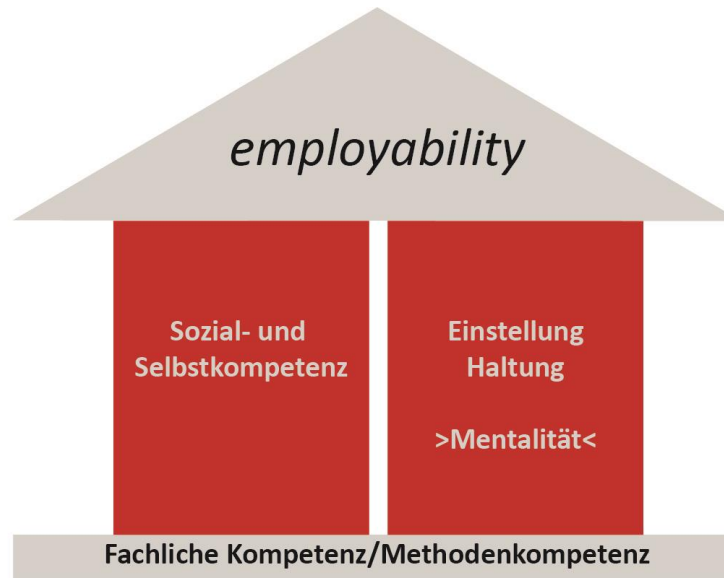 employability
Sozial- und
Selbstkompetenz
Einstellung
Haltung
>Mentalität<
Fachliche Kompetenz/Methodenkompetenz